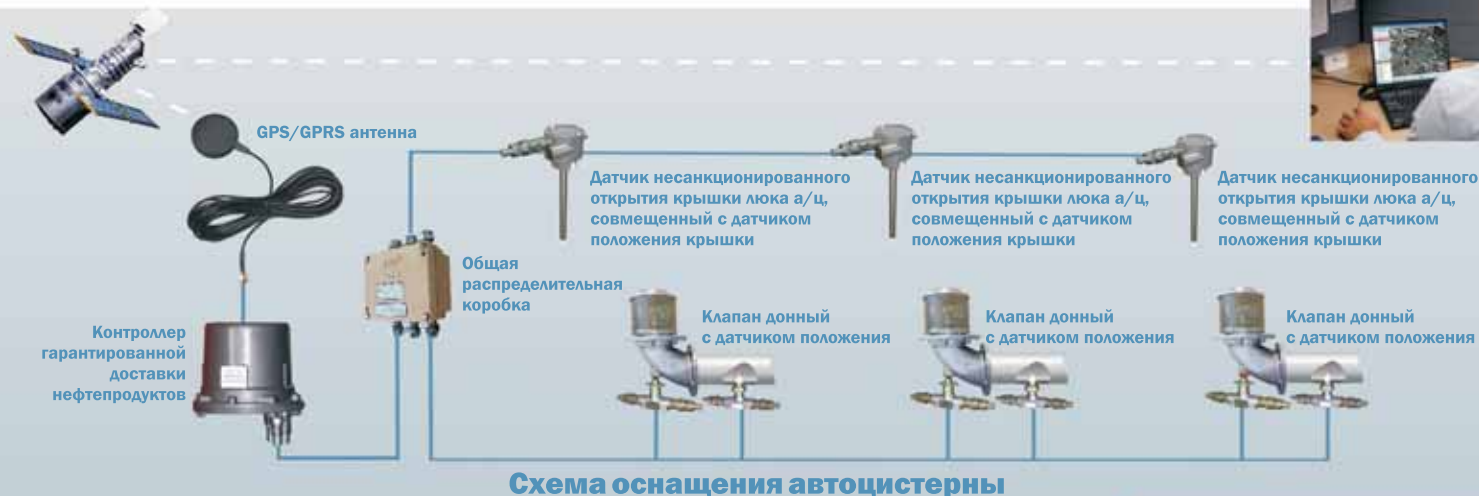 GPS/GPRS антенна
Датчик несанкционированного
открытия крышки люка а/ц,
совмещенный с датчиком
положения крышки
Датчик несанкционированного
открытия крышки люка а/ц,
совмещенный с датчиком
положения крышки
Датчик несанкционированного
открытия крышки люка а/ц,
совмещенный с датчиком
положения крышки
Общая
распределительная
коробка
Контроллер
гарантированной
доставки
нефтепродуктов
Клапан донный
с датчиком положения
Клапан донный
с датчиком положения
Клапан донный
с датчиком положения
Схема оснащения автоцистерны